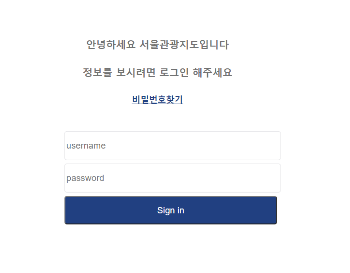 안녕하세요 서울관광지도입니다
정보를 보시려면 로그인 해주세요
비밀번호찾기
username
password
Sign in